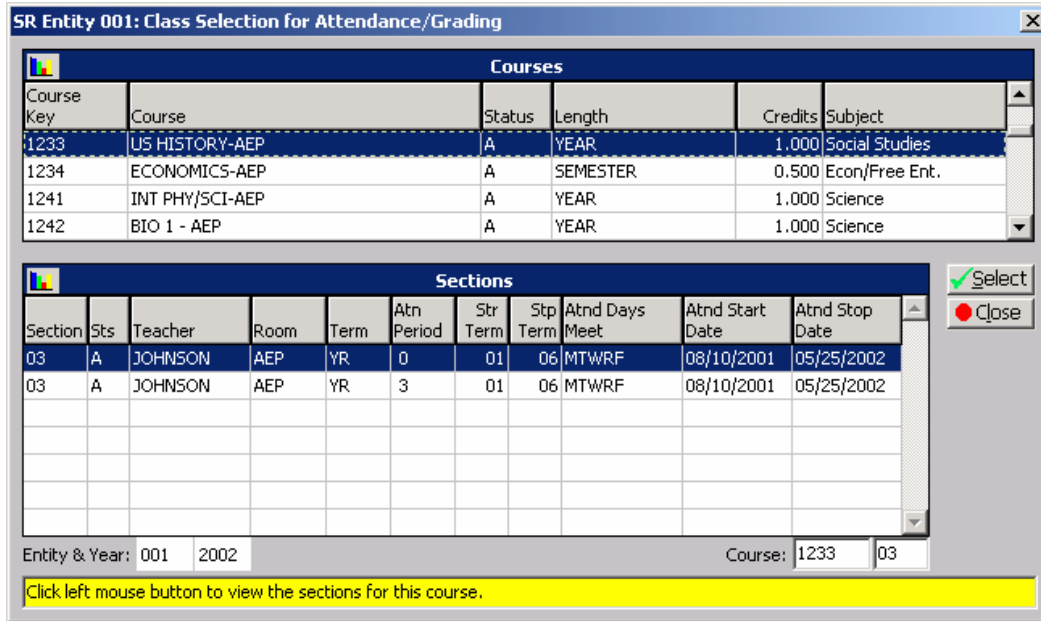 SR Entity 001: Class Selection for Attendance/Grading
Courses
Course Key Course Status Length Credits Subject
1233 US HISTORY-AEP A YEAR 1.000 Social Studies
1234 ECONOMICS-AEP A SEMESTER 0.500 Econ/Free Ent.
1241 INT PHY/SCI-AEP A YEAR 1.000 Science
1242 BIO 1 - AEP A YEAR 1.000 Science
Sections
Select
Close
Section Sts Teacher Room Term Atn Period Str Term Stp Term Atnd Days Meet Atnd Start Date Atnd Stop Date
03 A JOHNSON AEP YR 0 01 06 MTWRF 08/10/2001 05/25/2002
03 A JOHNSON AEP YR 3 01 06 MTWRF 08/10/2001 05/25/2002
Entity & Year: 001 2002 Course: 1233 03
Click left mouse button to view the sections for this course.